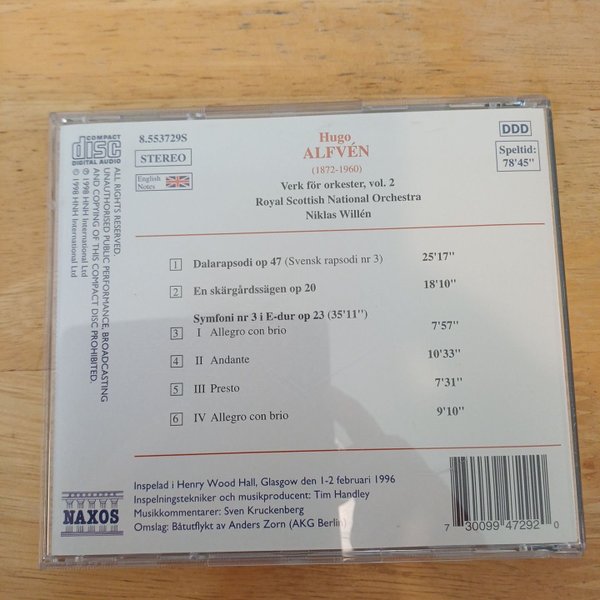 COMPACT
disc
DIGITAL AUDIO
8.553729S
STEREO
English
Notes
Hugo
ALFVÉN
(1872-1960)
Verk för orkester, vol. 2
Royal Scottish National Orchestra
Niklas Willén
DDD
Speltid:
78'45"
ALL RIGHTS RESERVED.
UNAUTHORISED PUBLIC PERFORMANCE, BROADCASTING
AND COPYING OF THIS COMPACT DISC PROHIBITED.
℗ 1998 HNH International Ltd
© 1998 HNH International Ltd
1 Dalarapsodi op 47 (Svensk rapsodi nr 3) 25'17"
2 En skärgårdssägen op 20 18'10"
Symfoni nr 3 i E-dur op 23 (35'11")
3 I Allegro con brio 7'57"
4 II Andante 10'33"
5 III Presto 7'31"
6 IV Allegro con brio 9'10"
NAXOS
Inspelad i Henry Wood Hall, Glasgow den 1-2 februari 1996
Inspelningstekniker och musikproducent: Tim Handley
Musikkommentarer: Sven Kruckenberg
Omslag: Båtutflykt av Anders Zorn (AKG Berlin)
7 30099 47292 0